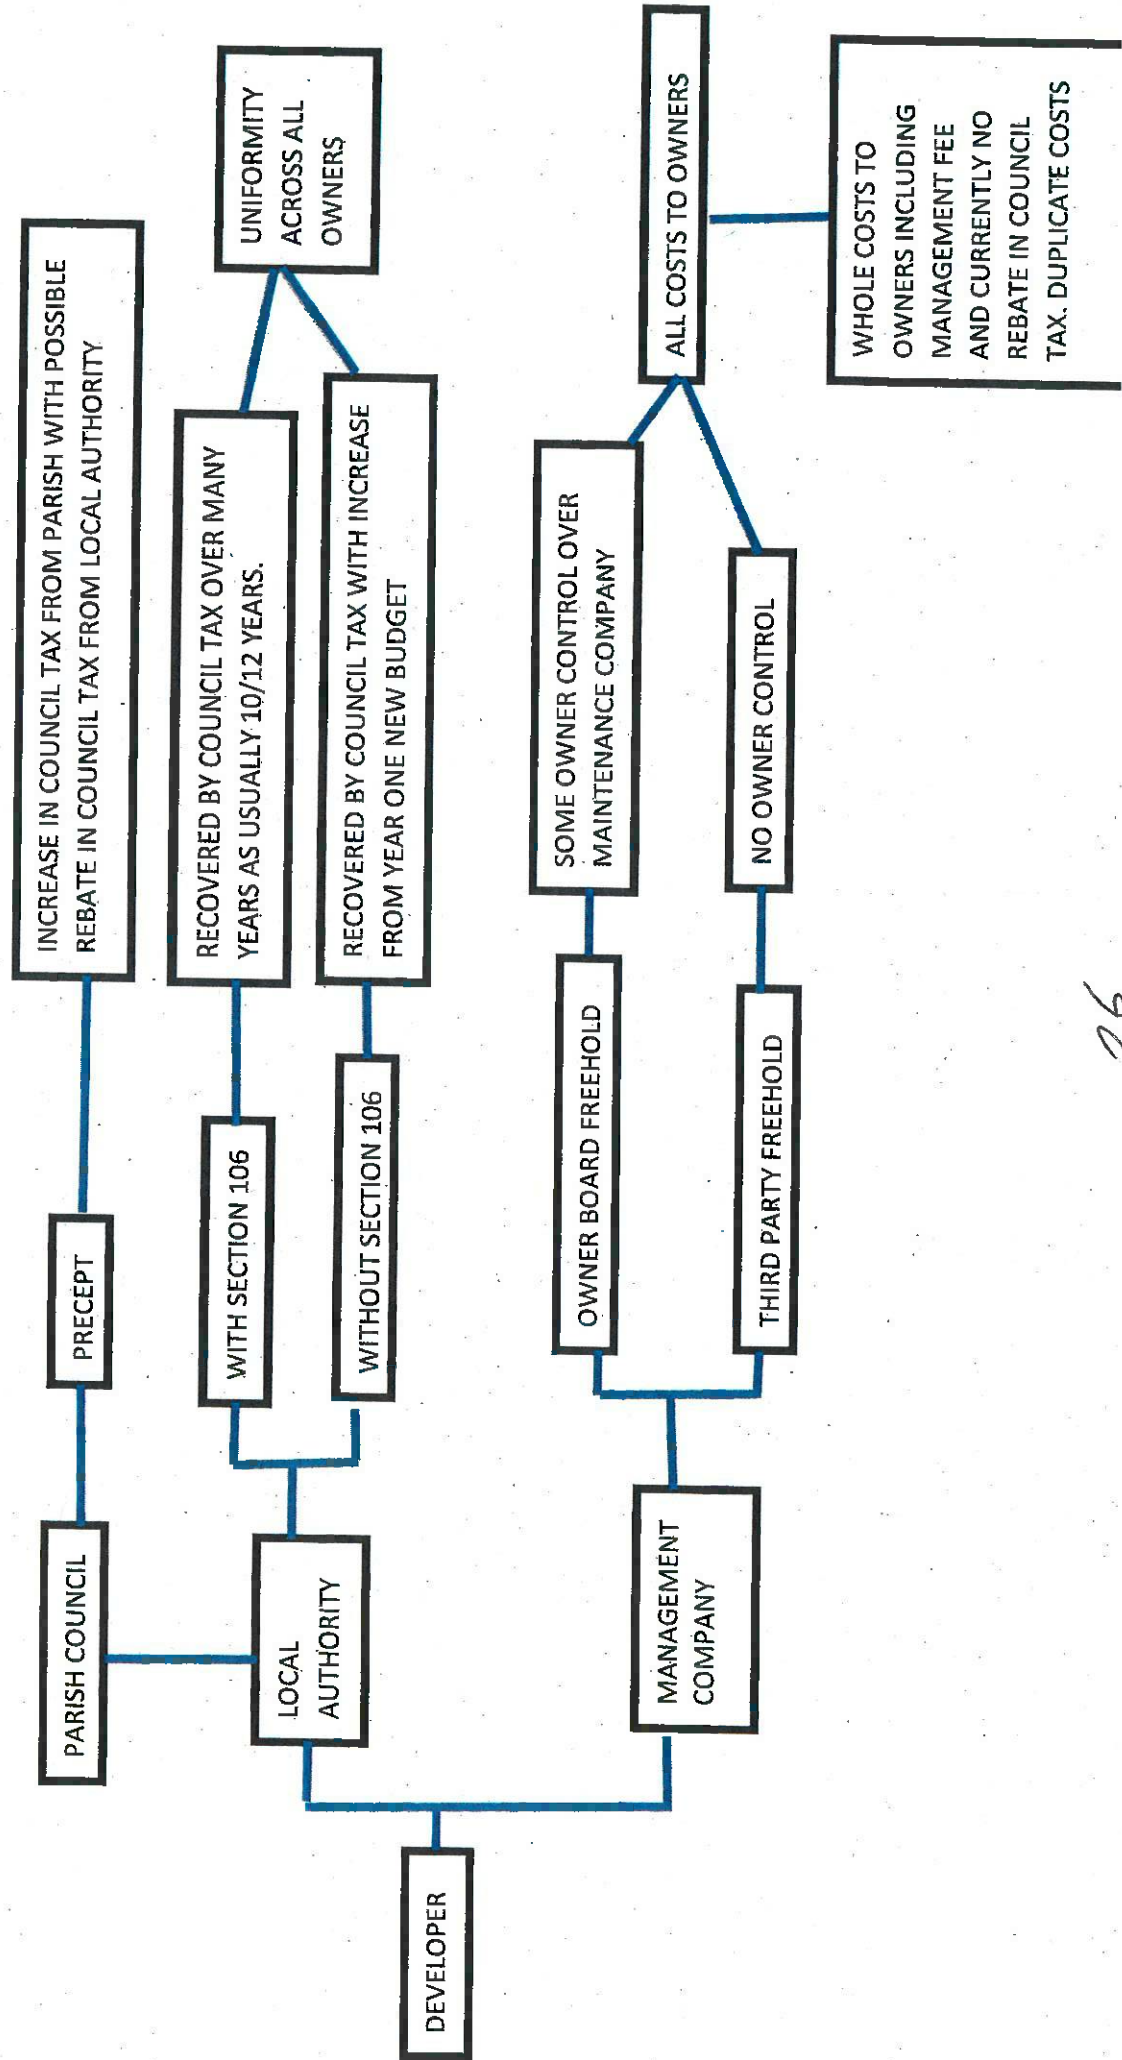 DEVELOPER
PARISH COUNCIL
LOCAL
AUTHORITY
MANAGEMENT
COMPANY
PRECEPT
WITH SECTION 106
WITHOUT SECTION 106
OWNER BOARD FREEHOLD
THIRD PARTY FREEHOLD
INCREASE IN COUNCIL TAX FROM PARISH WITH POSSIBLE
REBATE IN COUNCIL TAX FROM LOCAL AUTHORITY
RECOVERED BY COUNCIL TAX OVER MANY
YEARS AS USUALLY 10/12 YEARS.
RECOVERED BY COUNCIL TAX WITH INCREASE
FROM YEAR ONE NEW BUDGET
SOME OWNER CONTROL OVER
MAINTENANCE COMPANY
NO OWNER CONTROL
UNIFORMITY
ACROSS ALL
OWNERS
ALL COSTS TO OWNERS
WHOLE COSTS TO
OWNERS INCLUDING
MANAGEMENT FEE
AND CURRENTLY NO
REBATE IN COUNCIL
TAX. DUPLICATE COSTS